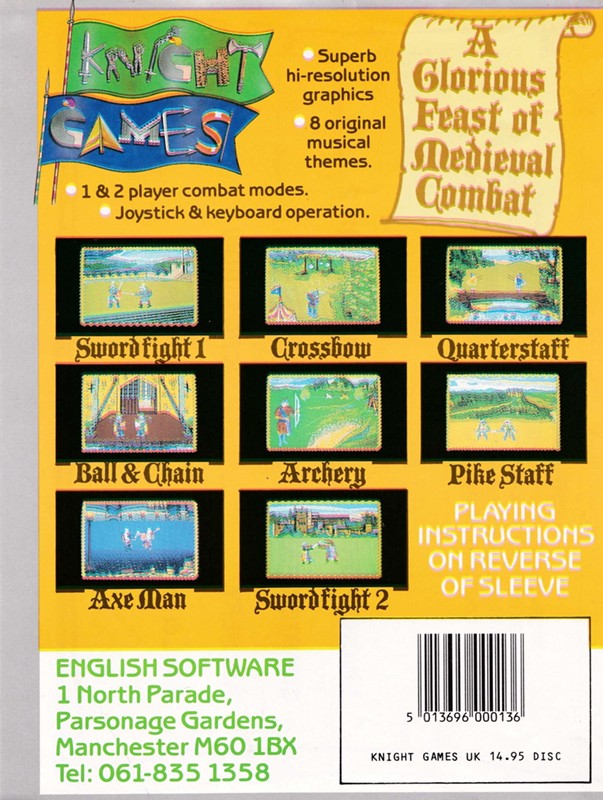 KNIGHT
GAMES
Superb
hi-resolution
graphics
8 original
musical
themes.
1 & 2 player combat modes.
Joystick & keyboard operation.
A
Glorious
Feast of
Medieval
Combat
Swordfight 1
Crossbow
Quarterstaff
Ball & Chain
Archery
Pike Staff
Axe Man
Swordfight 2
PLAYING
INSTRUCTIONS
ON REVERSE
OF SLEEVE
ENGLISH SOFTWARE
1 North Parade,
Parsonage Gardens,
Manchester M60 1BX
Tel: 061-835 1358
5 013696 000136
KNIGHT GAMES UK 14.95 DISC